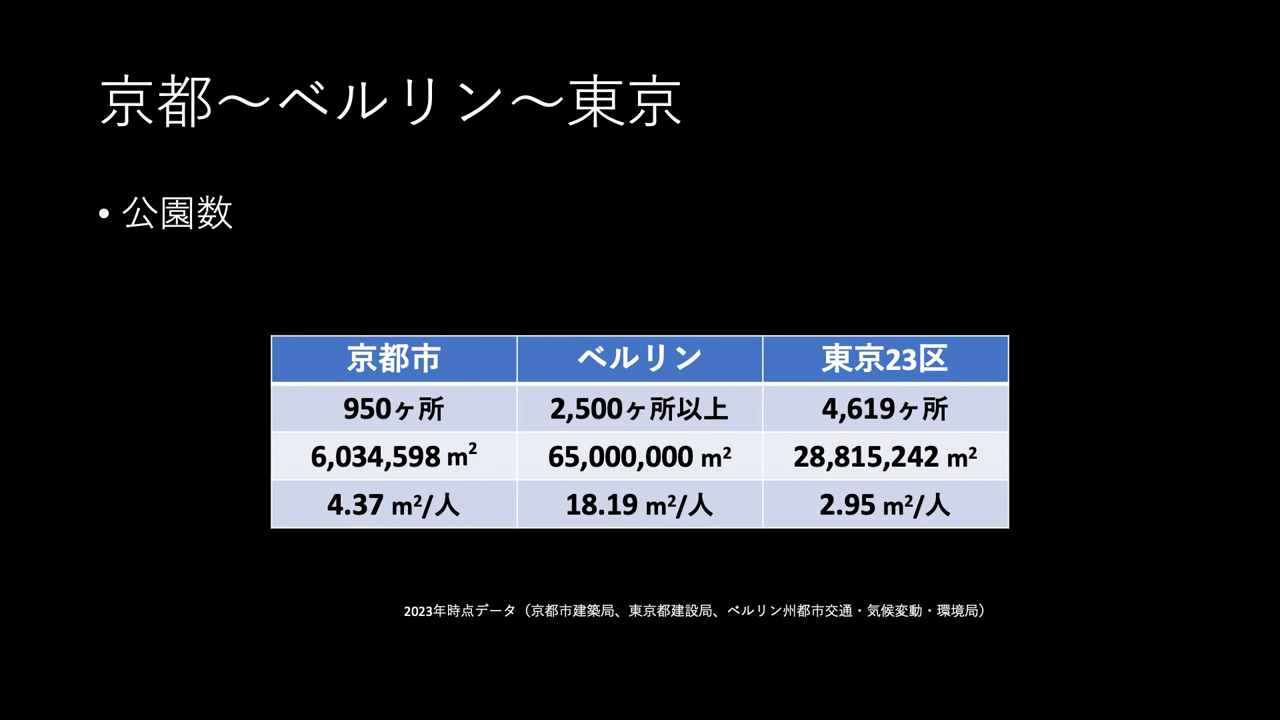 京都～ベルリン～東京
• 公園数
京都市 ベルリン 東京23区
950ヶ所 2,500ヶ所以上 4,619ヶ所
6,034,598 m² 65,000,000 m² 28,815,242 m²
4.37 m²/人 18.19 m²/人 2.95 m²/人
2023年時点データ（京都市建築局、東京都建設局、ベルリン州都市交通・気候変動・環境局）